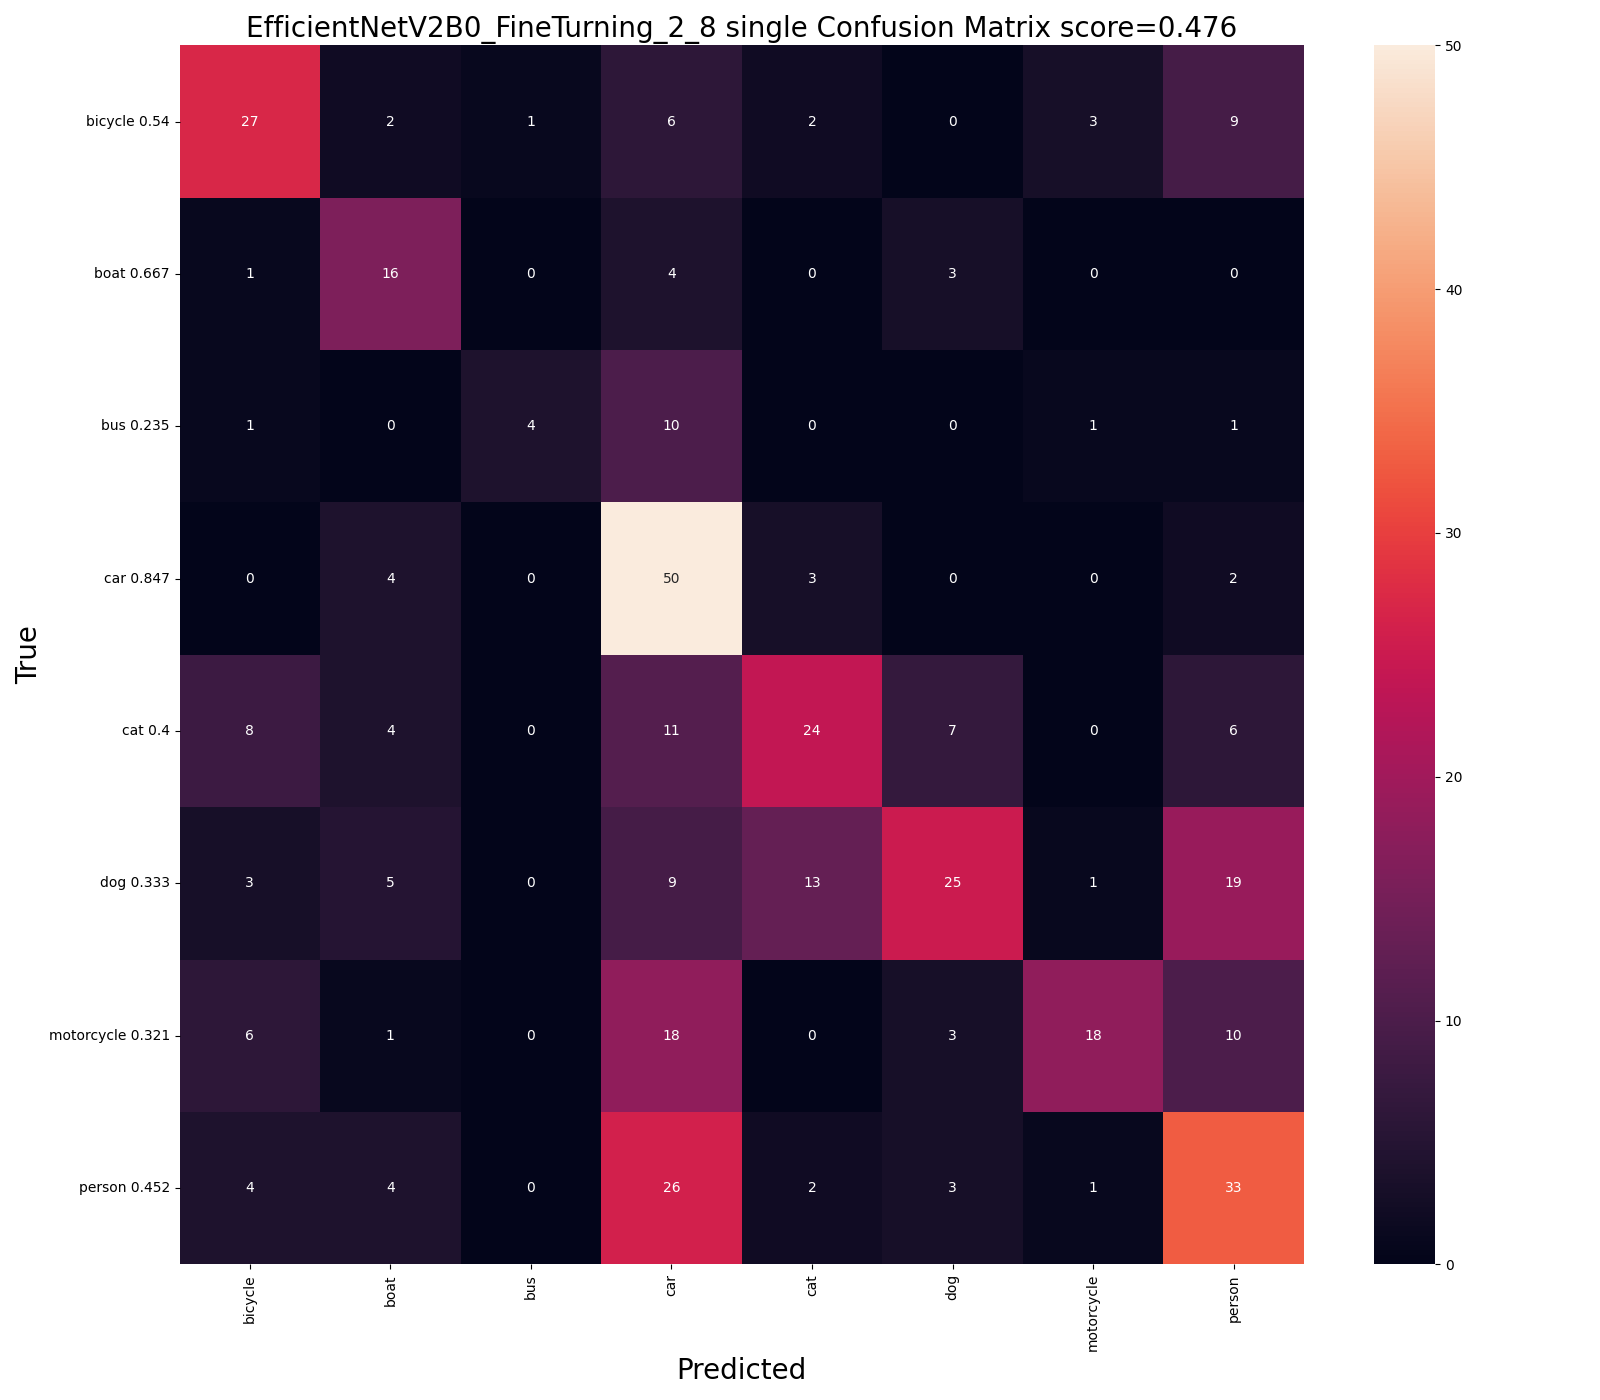 EfficientNetV2B0_FineTurning_2_8 single Confusion Matrix score=0.476
bicycle 0.54 27 2 1 6 2 0 3 9
boat 0.667 1 16 0 4 0 3 0 0
bus 0.235 1 0 4 10 0 0 1 1
car 0.847 0 4 0 50 3 0 0 2
cat 0.4 8 4 0 11 24 7 0 6
dog 0.333 3 5 0 9 13 25 1 19
motorcycle 0.321 6 1 0 18 0 3 18 10
person 0.452 4 4 0 26 2 3 1 33
True
bicycle boat bus car cat dog motorcycle person
Predicted
50
40
30
20
10
0